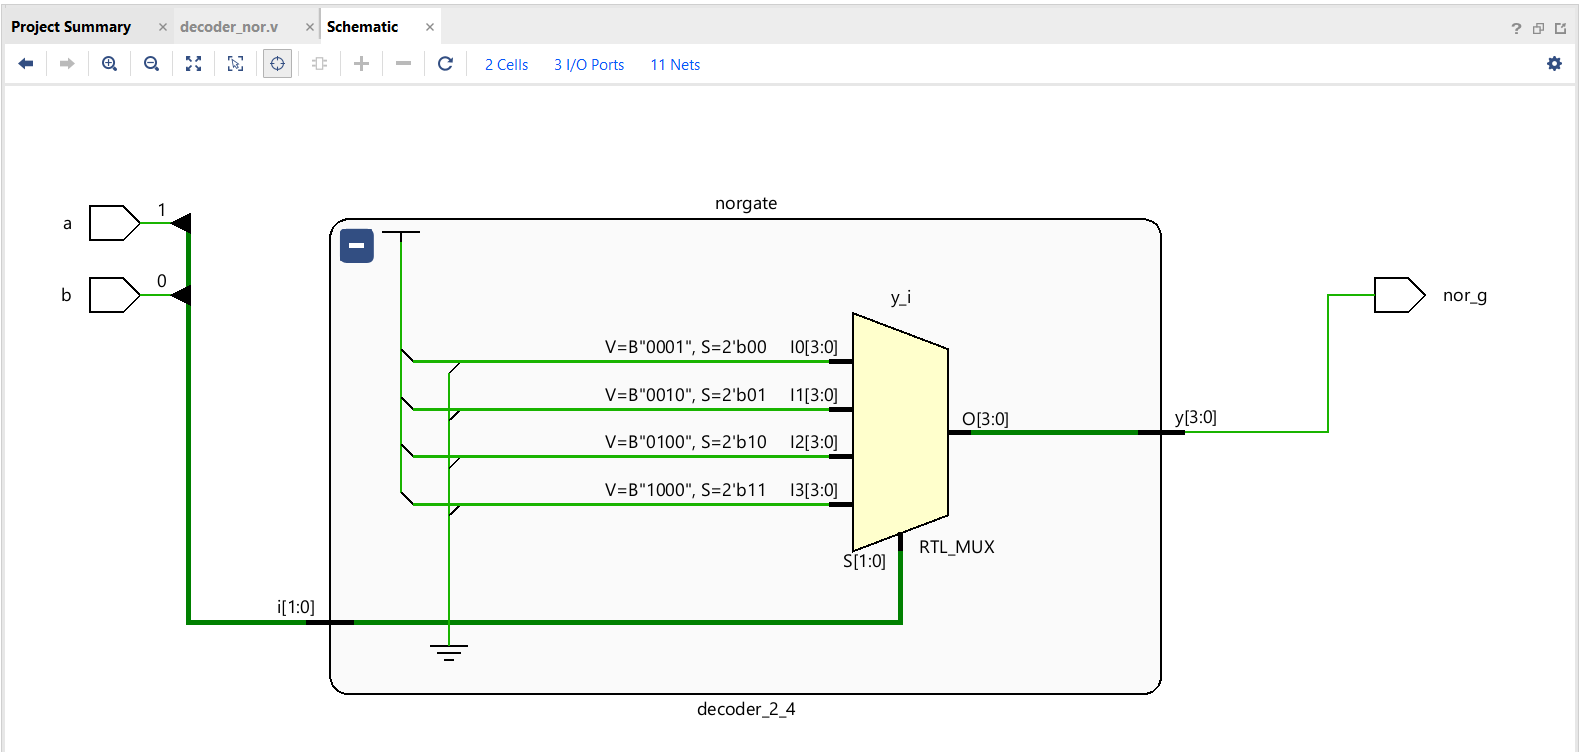 Project Summary × decoder_nor.v × Schematic ×
2 Cells 3 I/O Ports 11 Nets
norgate
a 1
b 0
y_i
nor_g
V=B"0001", S=2'b00 I0[3:0]
V=B"0010", S=2'b01 I1[3:0]
O[3:0] y[3:0]
V=B"0100", S=2'b10 I2[3:0]
V=B"1000", S=2'b11 I3[3:0]
RTL_MUX
S[1:0]
i[1:0]
decoder_2_4